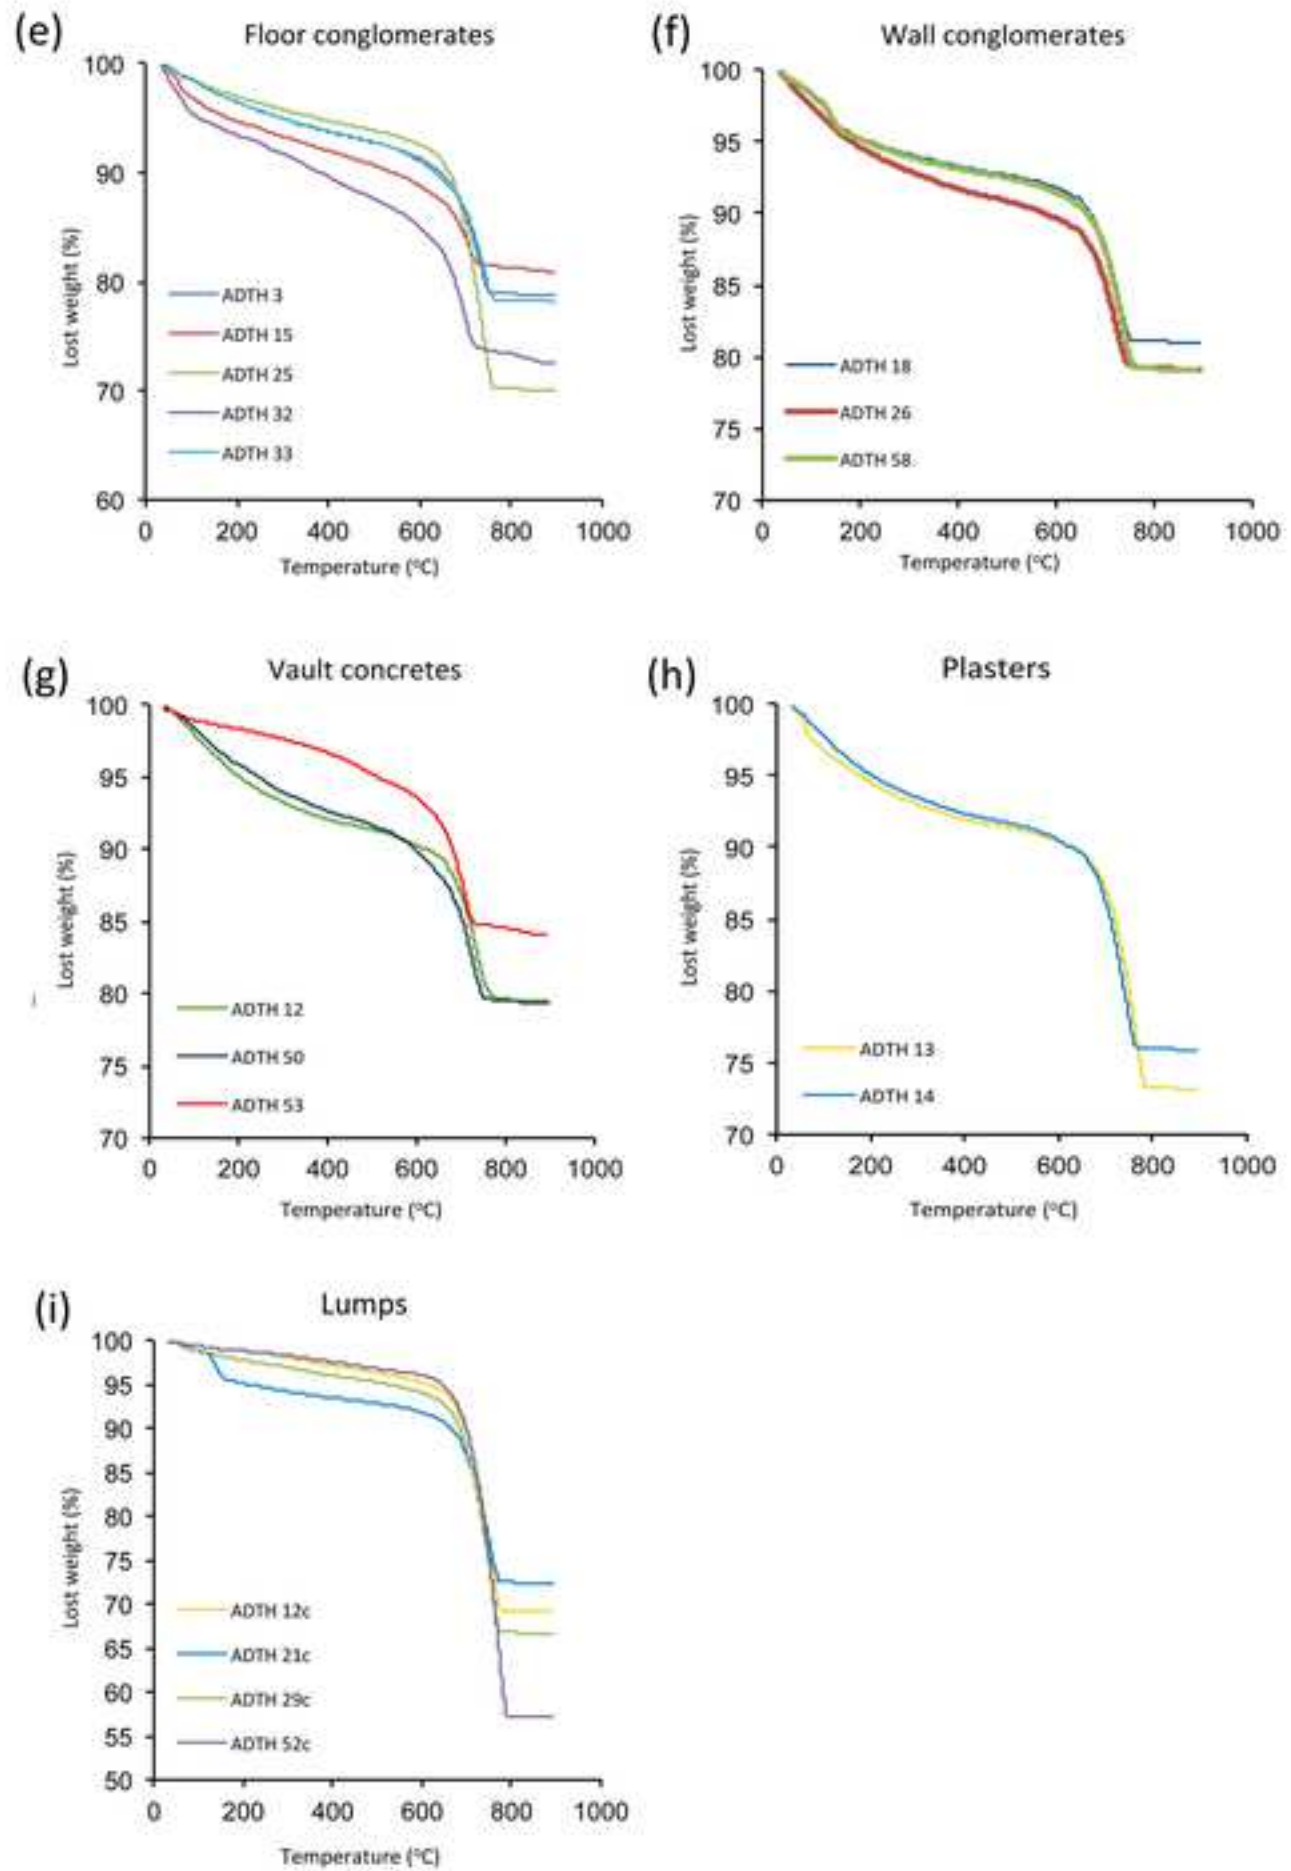 (e) Floor conglomerates
100
90
80
70
60
Lost weight (%)
ADTH 3
ADTH 15
ADTH 25
ADTH 32
ADTH 33
0 200 400 600 800 1000
Temperature (°C)
(f) Wall conglomerates
100
95
90
85
80
75
70
Lost weight (%)
ADTH 18
ADTH 26
ADTH 58
0 200 400 600 800 1000
Temperature (°C)
(g) Vault concretes
100
95
90
85
80
75
70
Lost weight (%)
ADTH 12
ADTH 50
ADTH 53
0 200 400 600 800 1000
Temperature (°C)
(h) Plasters
100
95
90
85
80
75
70
Lost weight (%)
ADTH 13
ADTH 14
0 200 400 600 800 1000
Temperature (°C)
(i) Lumps
100
95
90
85
80
75
70
65
60
55
50
Lost weight (%)
ADTH 12c
ADTH 21c
ADTH 29c
ADTH 52c
0 200 400 600 800 1000
Temperature (°C)